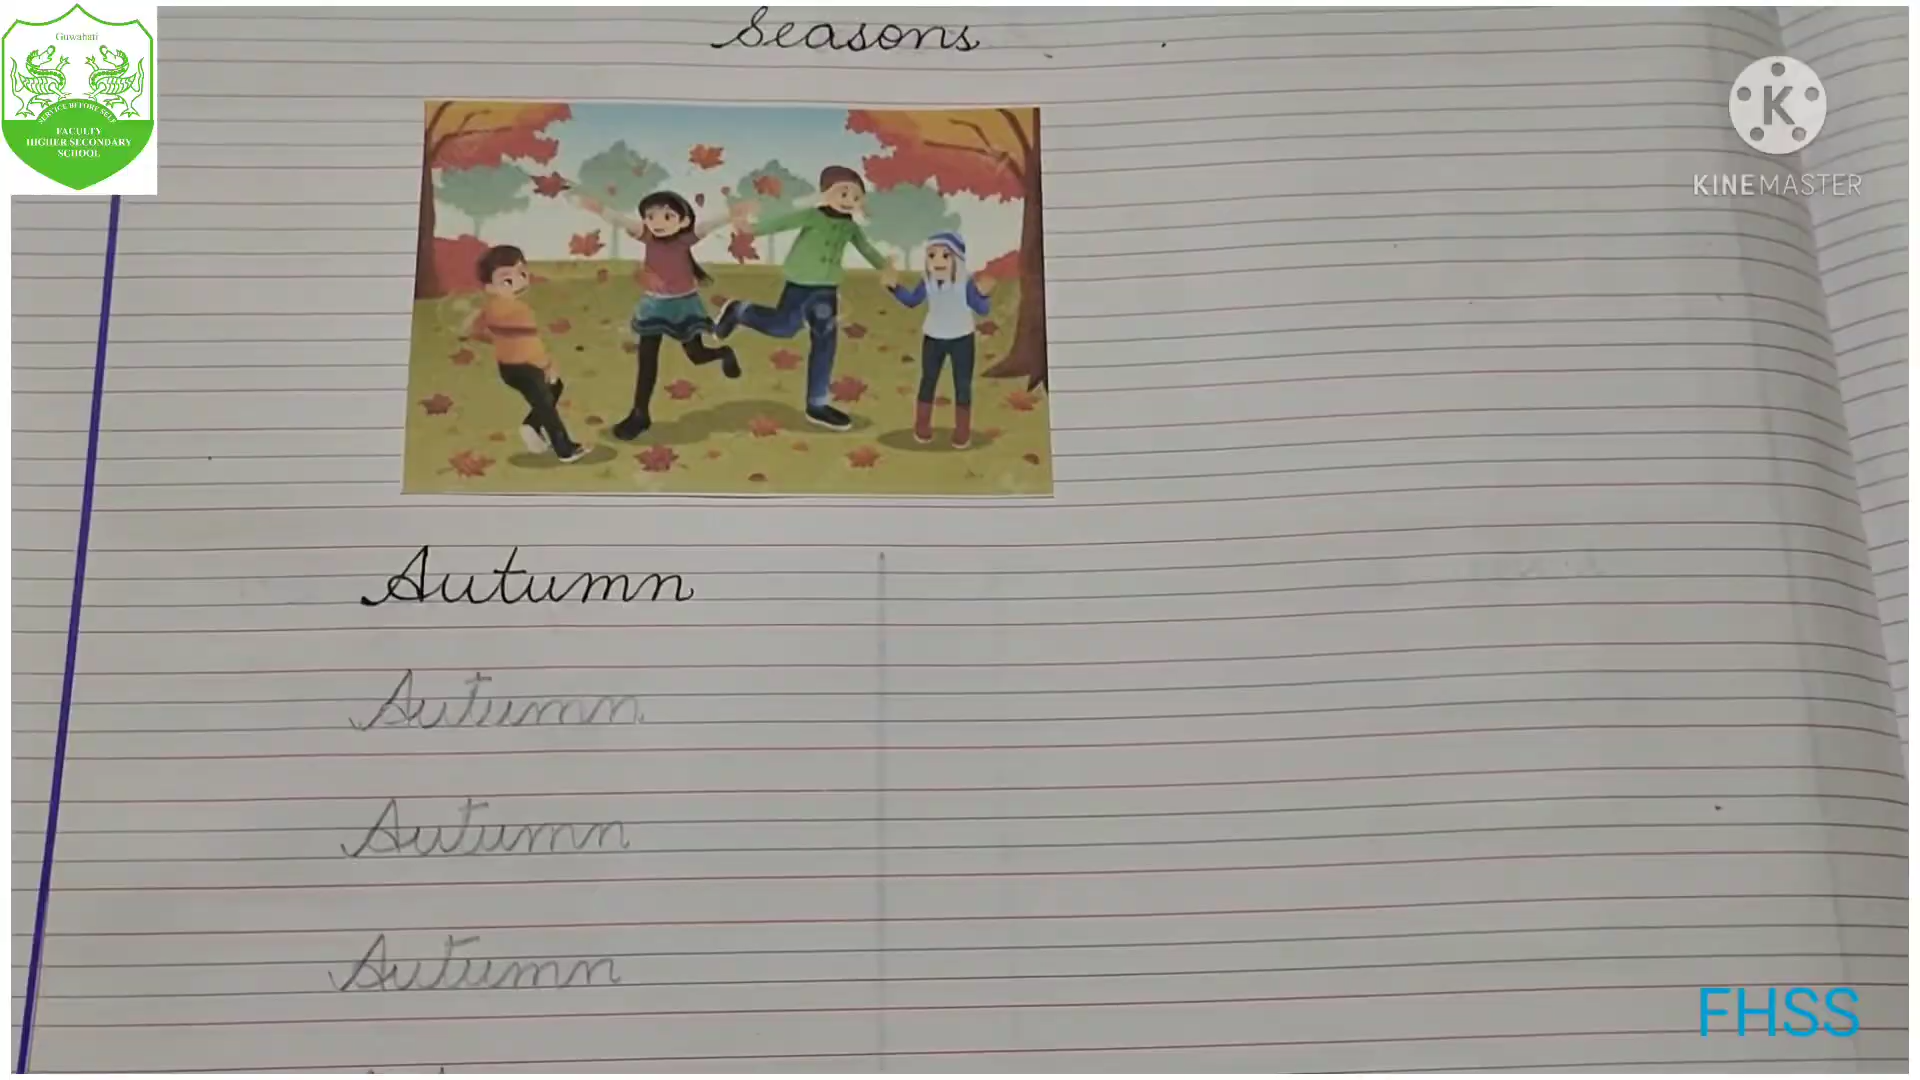 Guwahati
SERVICE BEFORE SELF
FACULTY
HIGHER SECONDARY
SCHOOL
Seasons
K
KINEMASTER
Autumn
Autumn
Autumn
Autumn
FHSS